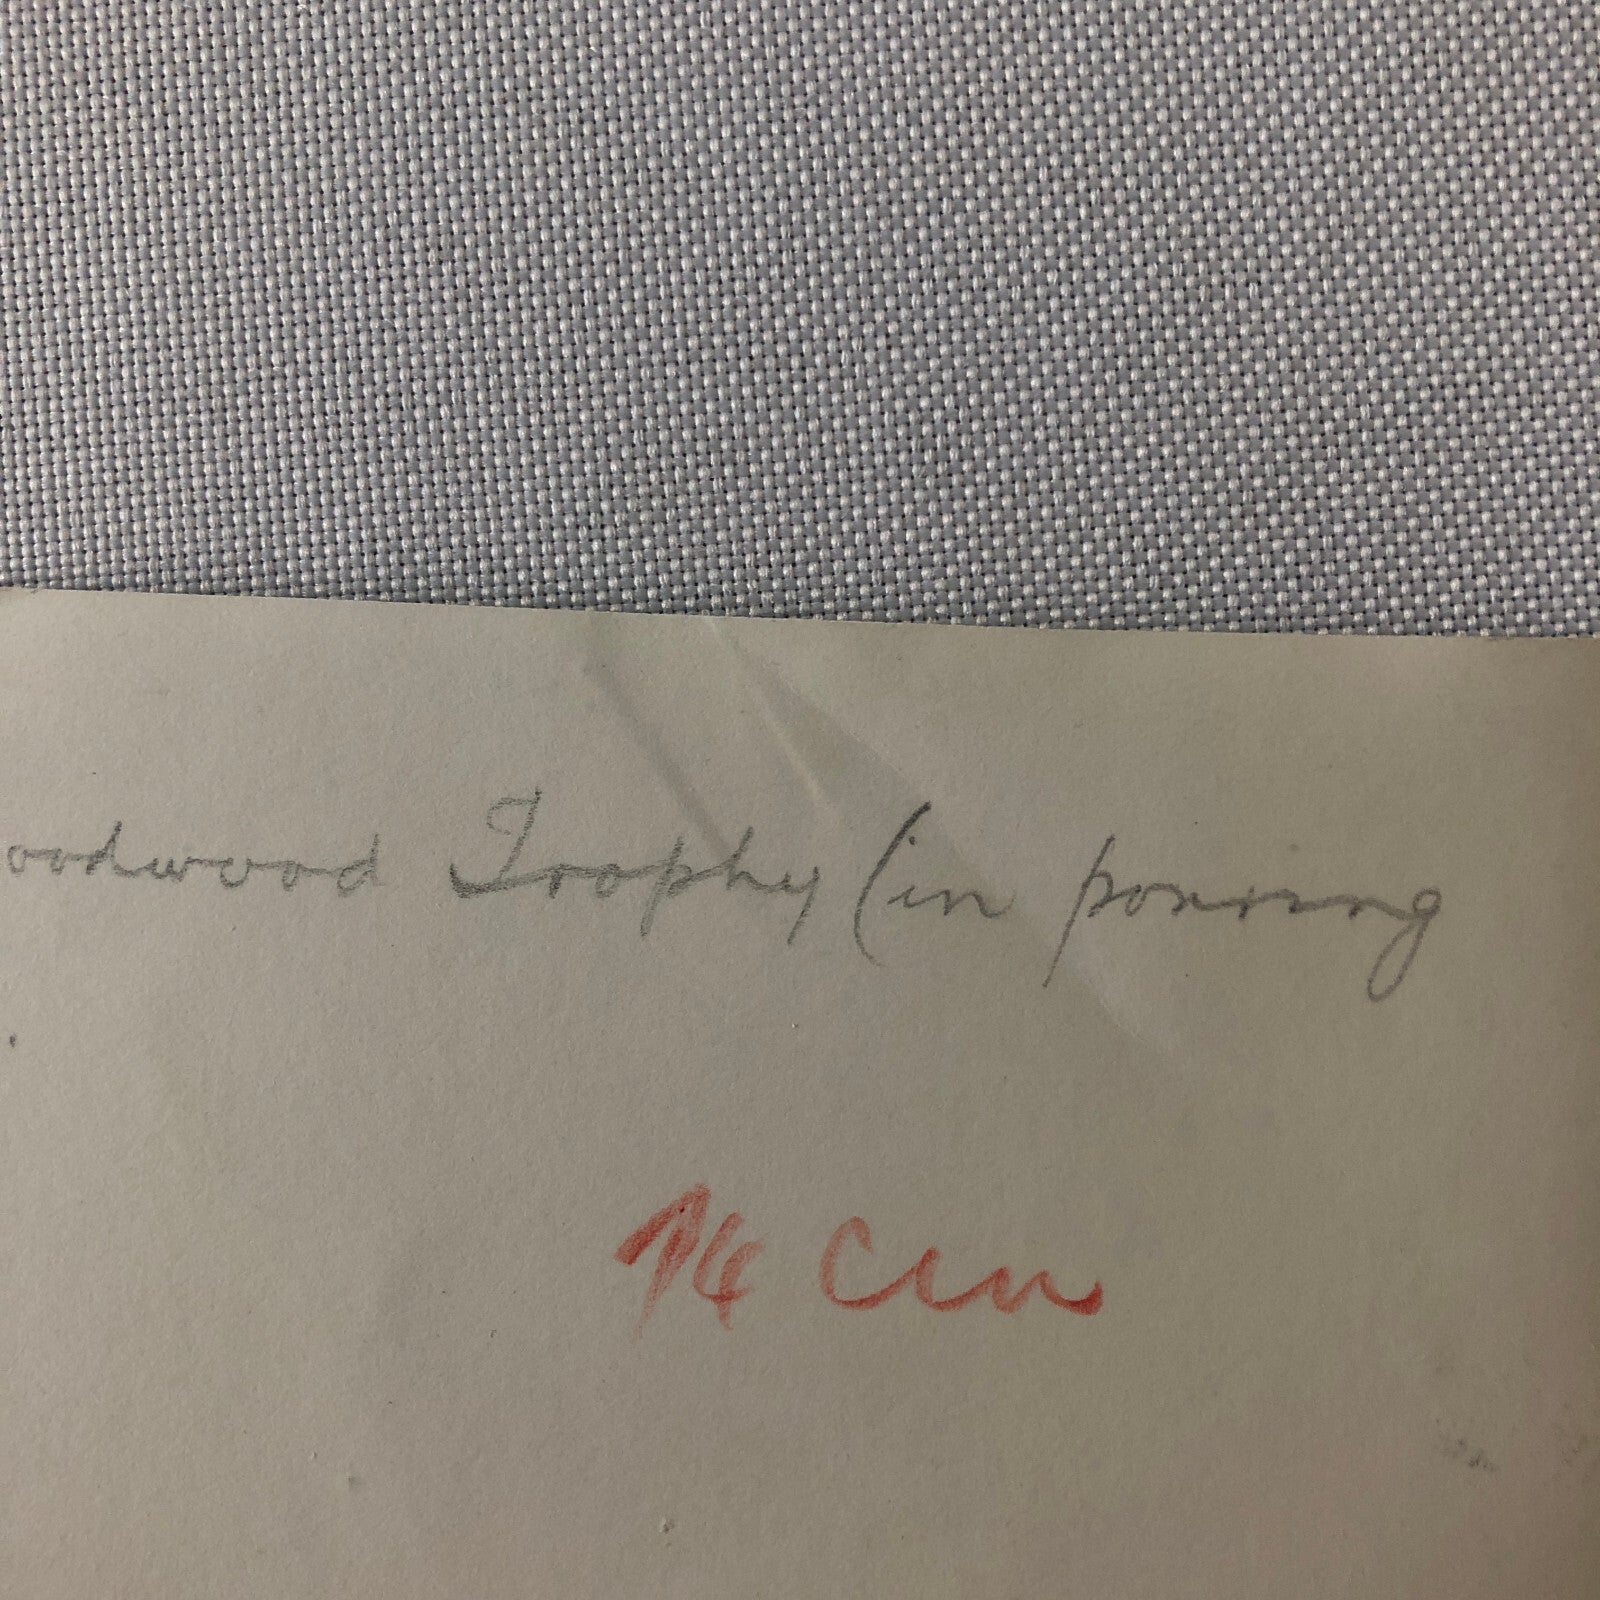 oodwood Trophy (in pouring
14 Cm